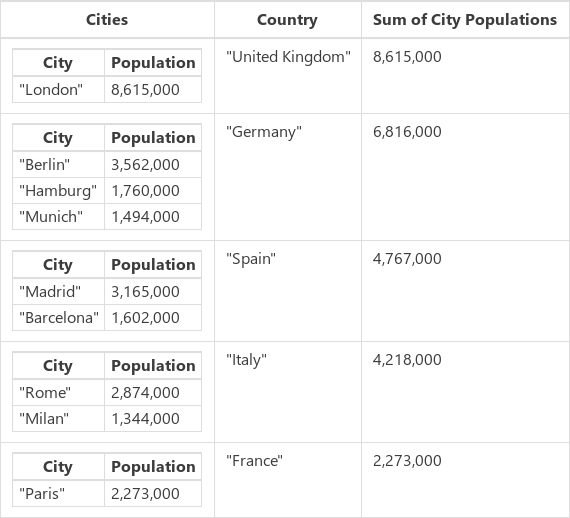 Cities Country Sum of City Populations
City Population "United Kingdom" 8,615,000
"London" 8,615,000
City Population "Germany" 6,816,000
"Berlin" 3,562,000
"Hamburg" 1,760,000
"Munich" 1,494,000
City Population "Spain" 4,767,000
"Madrid" 3,165,000
"Barcelona" 1,602,000
City Population "Italy" 4,218,000
"Rome" 2,874,000
"Milan" 1,344,000
City Population "France" 2,273,000
"Paris" 2,273,000